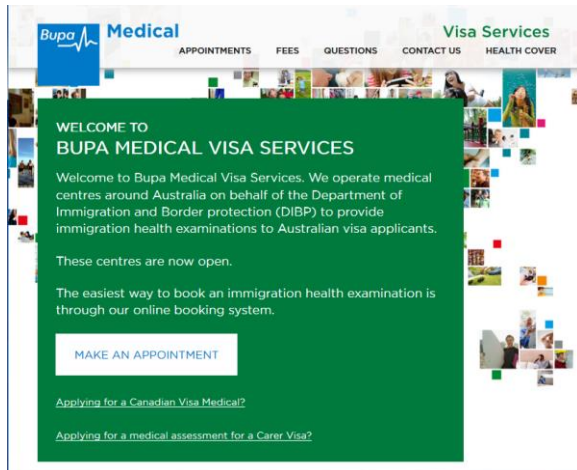 Bupa
Medical
Visa Services
APPOINTMENTS FEES QUESTIONS CONTACT US HEALTH COVER
WELCOME TO
BUPA MEDICAL VISA SERVICES
Welcome to Bupa Medical Visa Services. We operate medical
centres around Australia on behalf of the Department of
Immigration and Border protection (DIBP) to provide
immigration health examinations to Australian visa applicants.
These centres are now open.
The easiest way to book an immigration health examination is
through our online booking system.
MAKE AN APPOINTMENT
Applying for a Canadian Visa Medical?
Applying for a medical assessment for a Carer Visa?